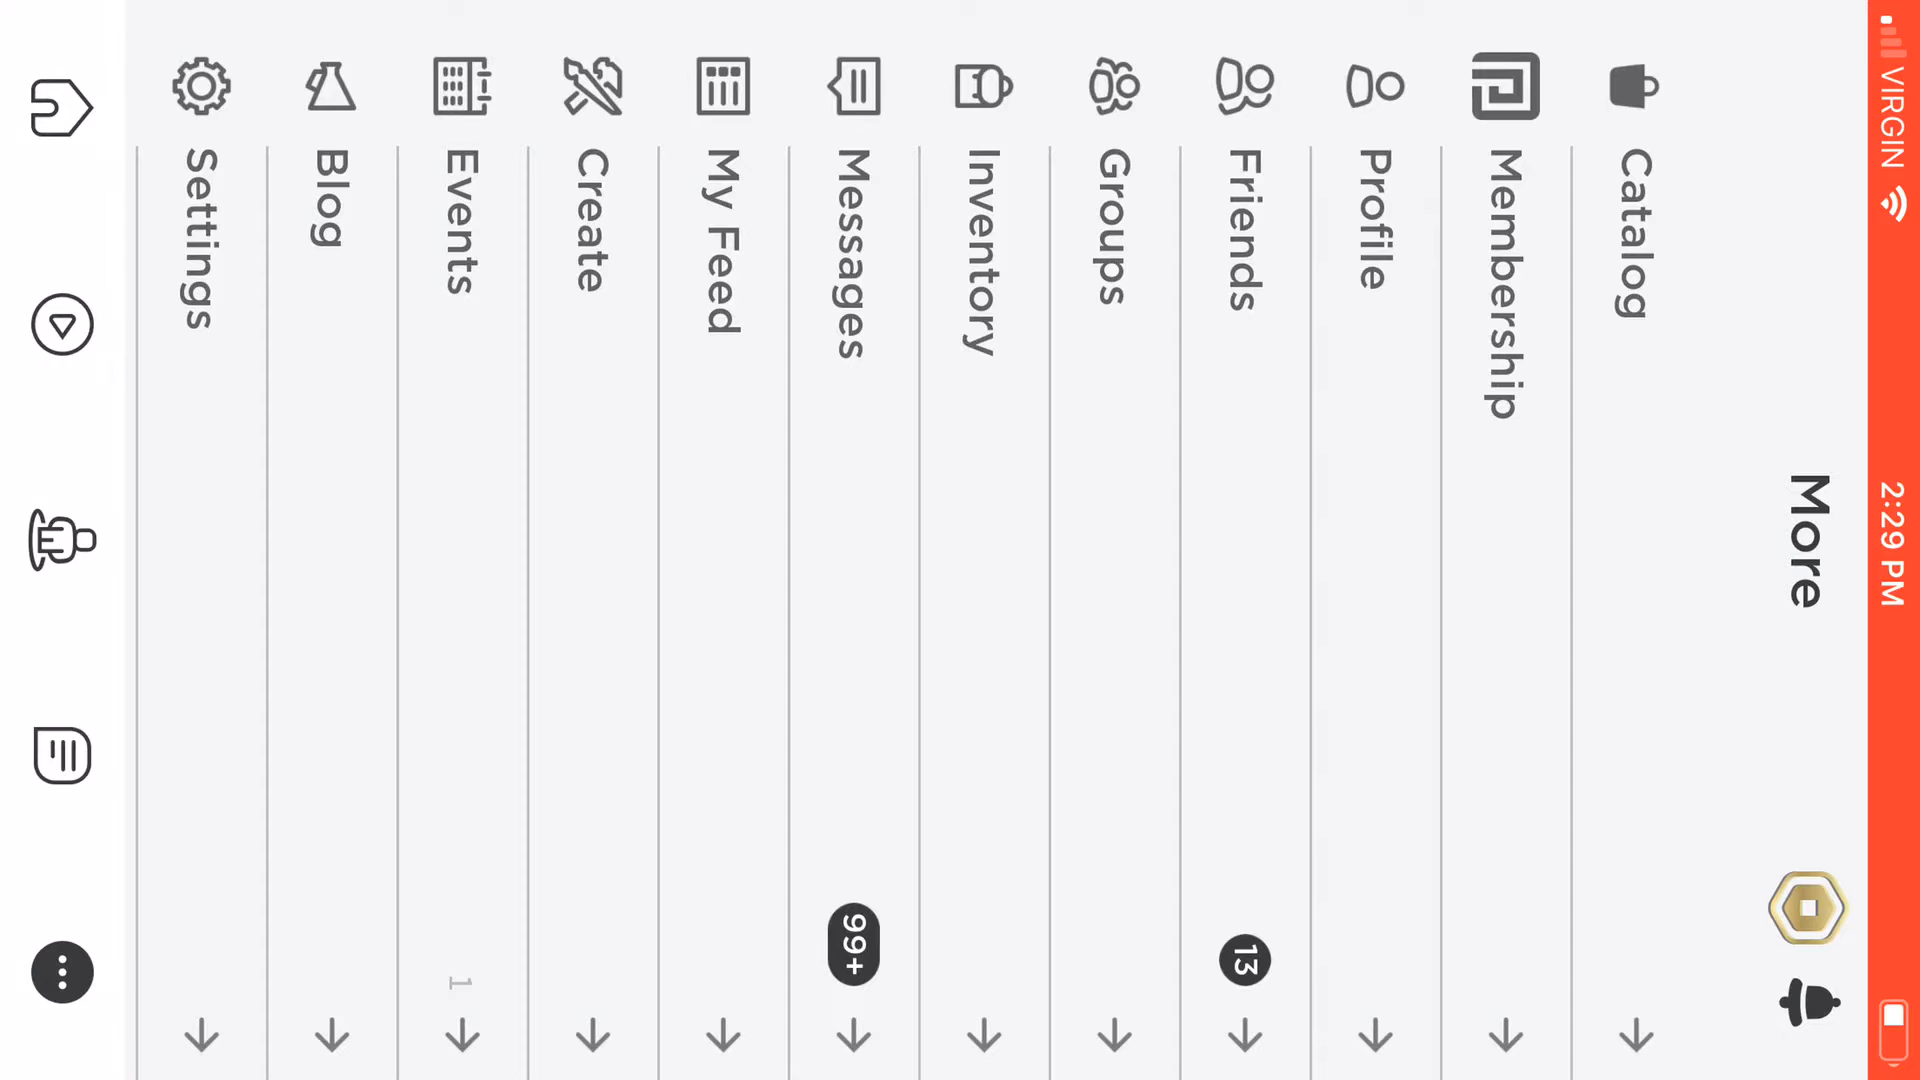 VIRGIN 2:29 PM
More
Catalog
Membership
Profile
Friends 13
Groups
Inventory
Messages 99+
My Feed
Create
Events 1
Blog
Settings